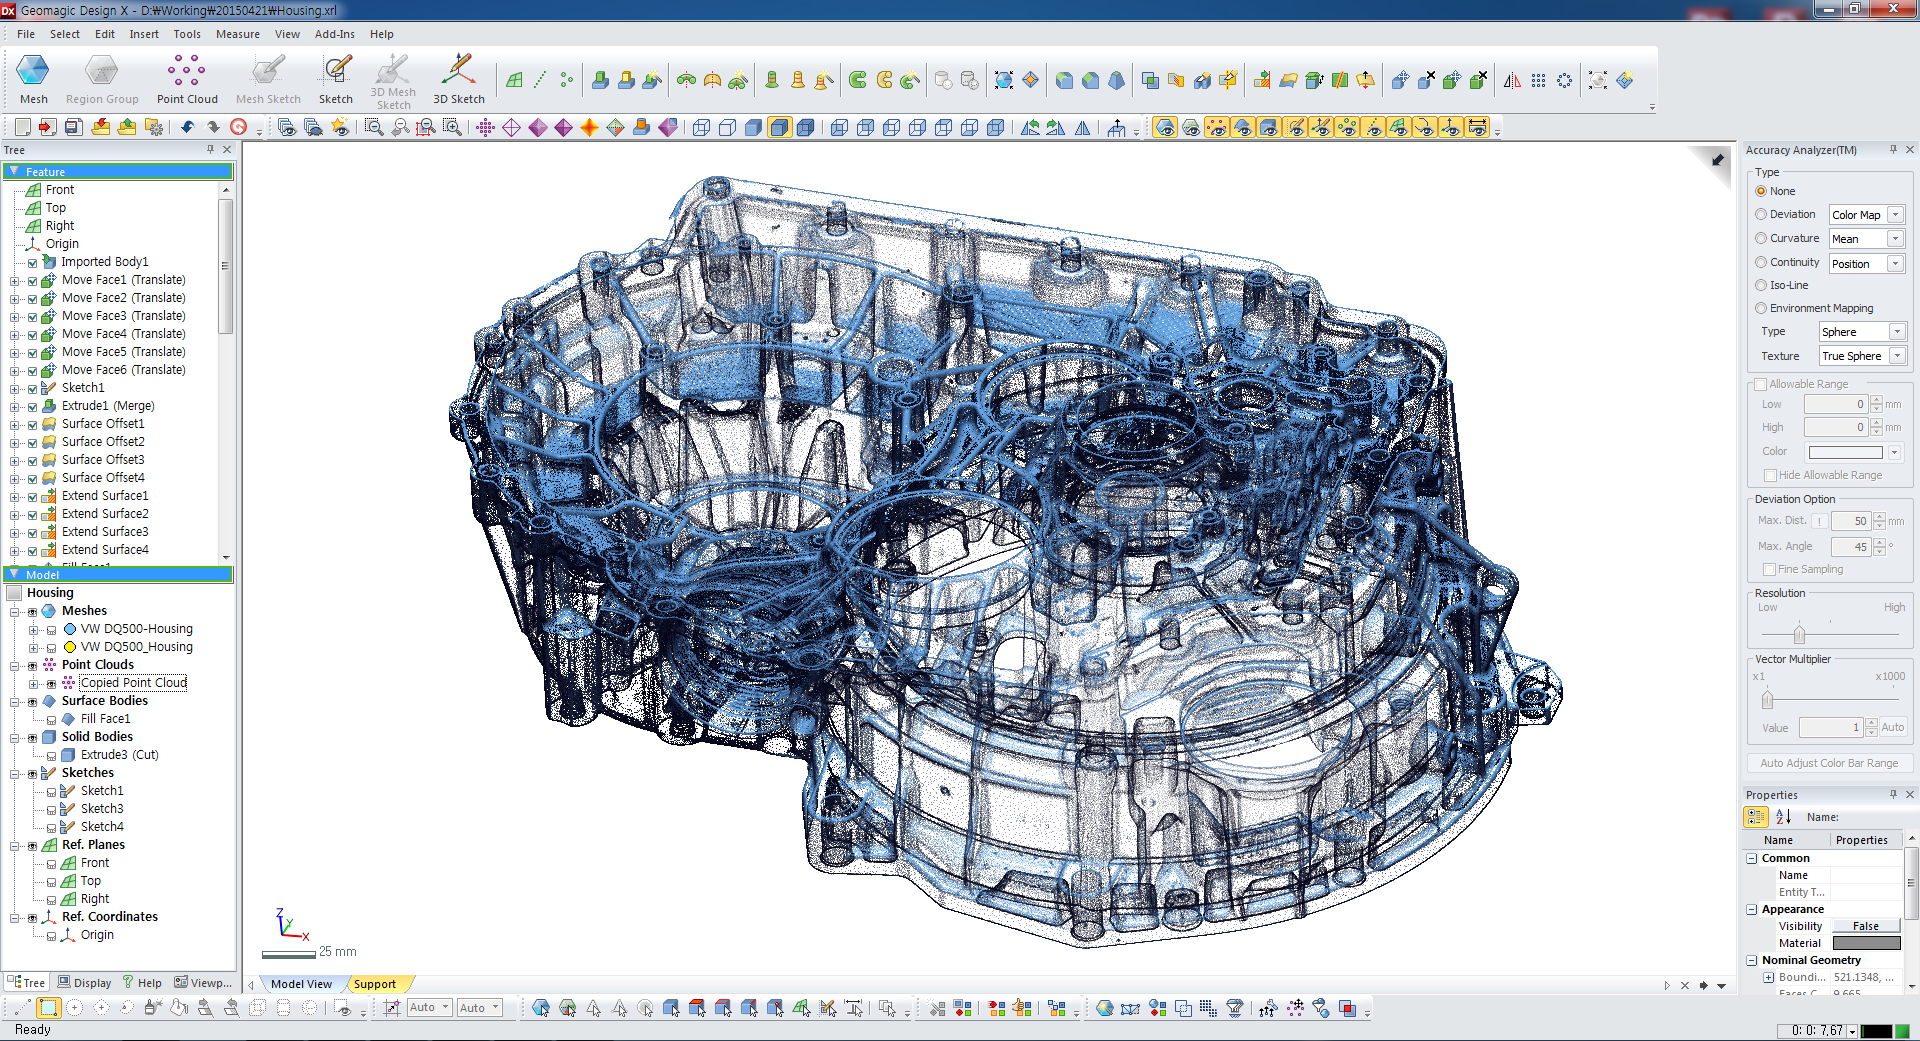 Dx Geomagic Design X - D:₩Working₩20150421₩Housing.xrl
File Select Edit Insert Tools Measure View Add-Ins Help
Mesh Region Group Point Cloud Mesh Sketch Sketch 3D Mesh Sketch 3D Sketch
Tree
Feature
Front
Top
Right
Origin
Imported Body1
Move Face1 (Translate)
Move Face2 (Translate)
Move Face3 (Translate)
Move Face4 (Translate)
Move Face5 (Translate)
Move Face6 (Translate)
Sketch1
Extrude1 (Merge)
Surface Offset1
Surface Offset2
Surface Offset3
Surface Offset4
Extend Surface1
Extend Surface2
Extend Surface3
Extend Surface4
Fill Face1
Model
Housing
Meshes
VW DQ500-Housing
VW DQ500_Housing
Point Clouds
Copied Point Cloud
Surface Bodies
Fill Face1
Solid Bodies
Extrude3 (Cut)
Sketches
Sketch1
Sketch3
Sketch4
Ref. Planes
Front
Top
Right
Ref. Coordinates
Origin
Tree Display Help Viewp...
Z
Y
X
25 mm
Model View Support
Auto Auto
Ready
Accuracy Analyzer(TM)
Type
None
Deviation Color Map
Curvature Mean
Continuity Position
Iso-Line
Environment Mapping
Type Sphere
Texture True Sphere
Allowable Range
Low 0 mm
High 0 mm
Color
Hide Allowable Range
Deviation Option
Max. Dist. ! 50 mm
Max. Angle 45 °
Fine Sampling
Resolution
Low High
Vector Multiplier
x1 x1000
Value 1 Auto
Auto Adjust Color Bar Range
Properties
Name:
Name Properties
Common
Name
Entity T...
Appearance
Visibility False
Material
Nominal Geometry
Boundi... 521.1348, ...
Faces C... 9,665
0: 0: 7,67